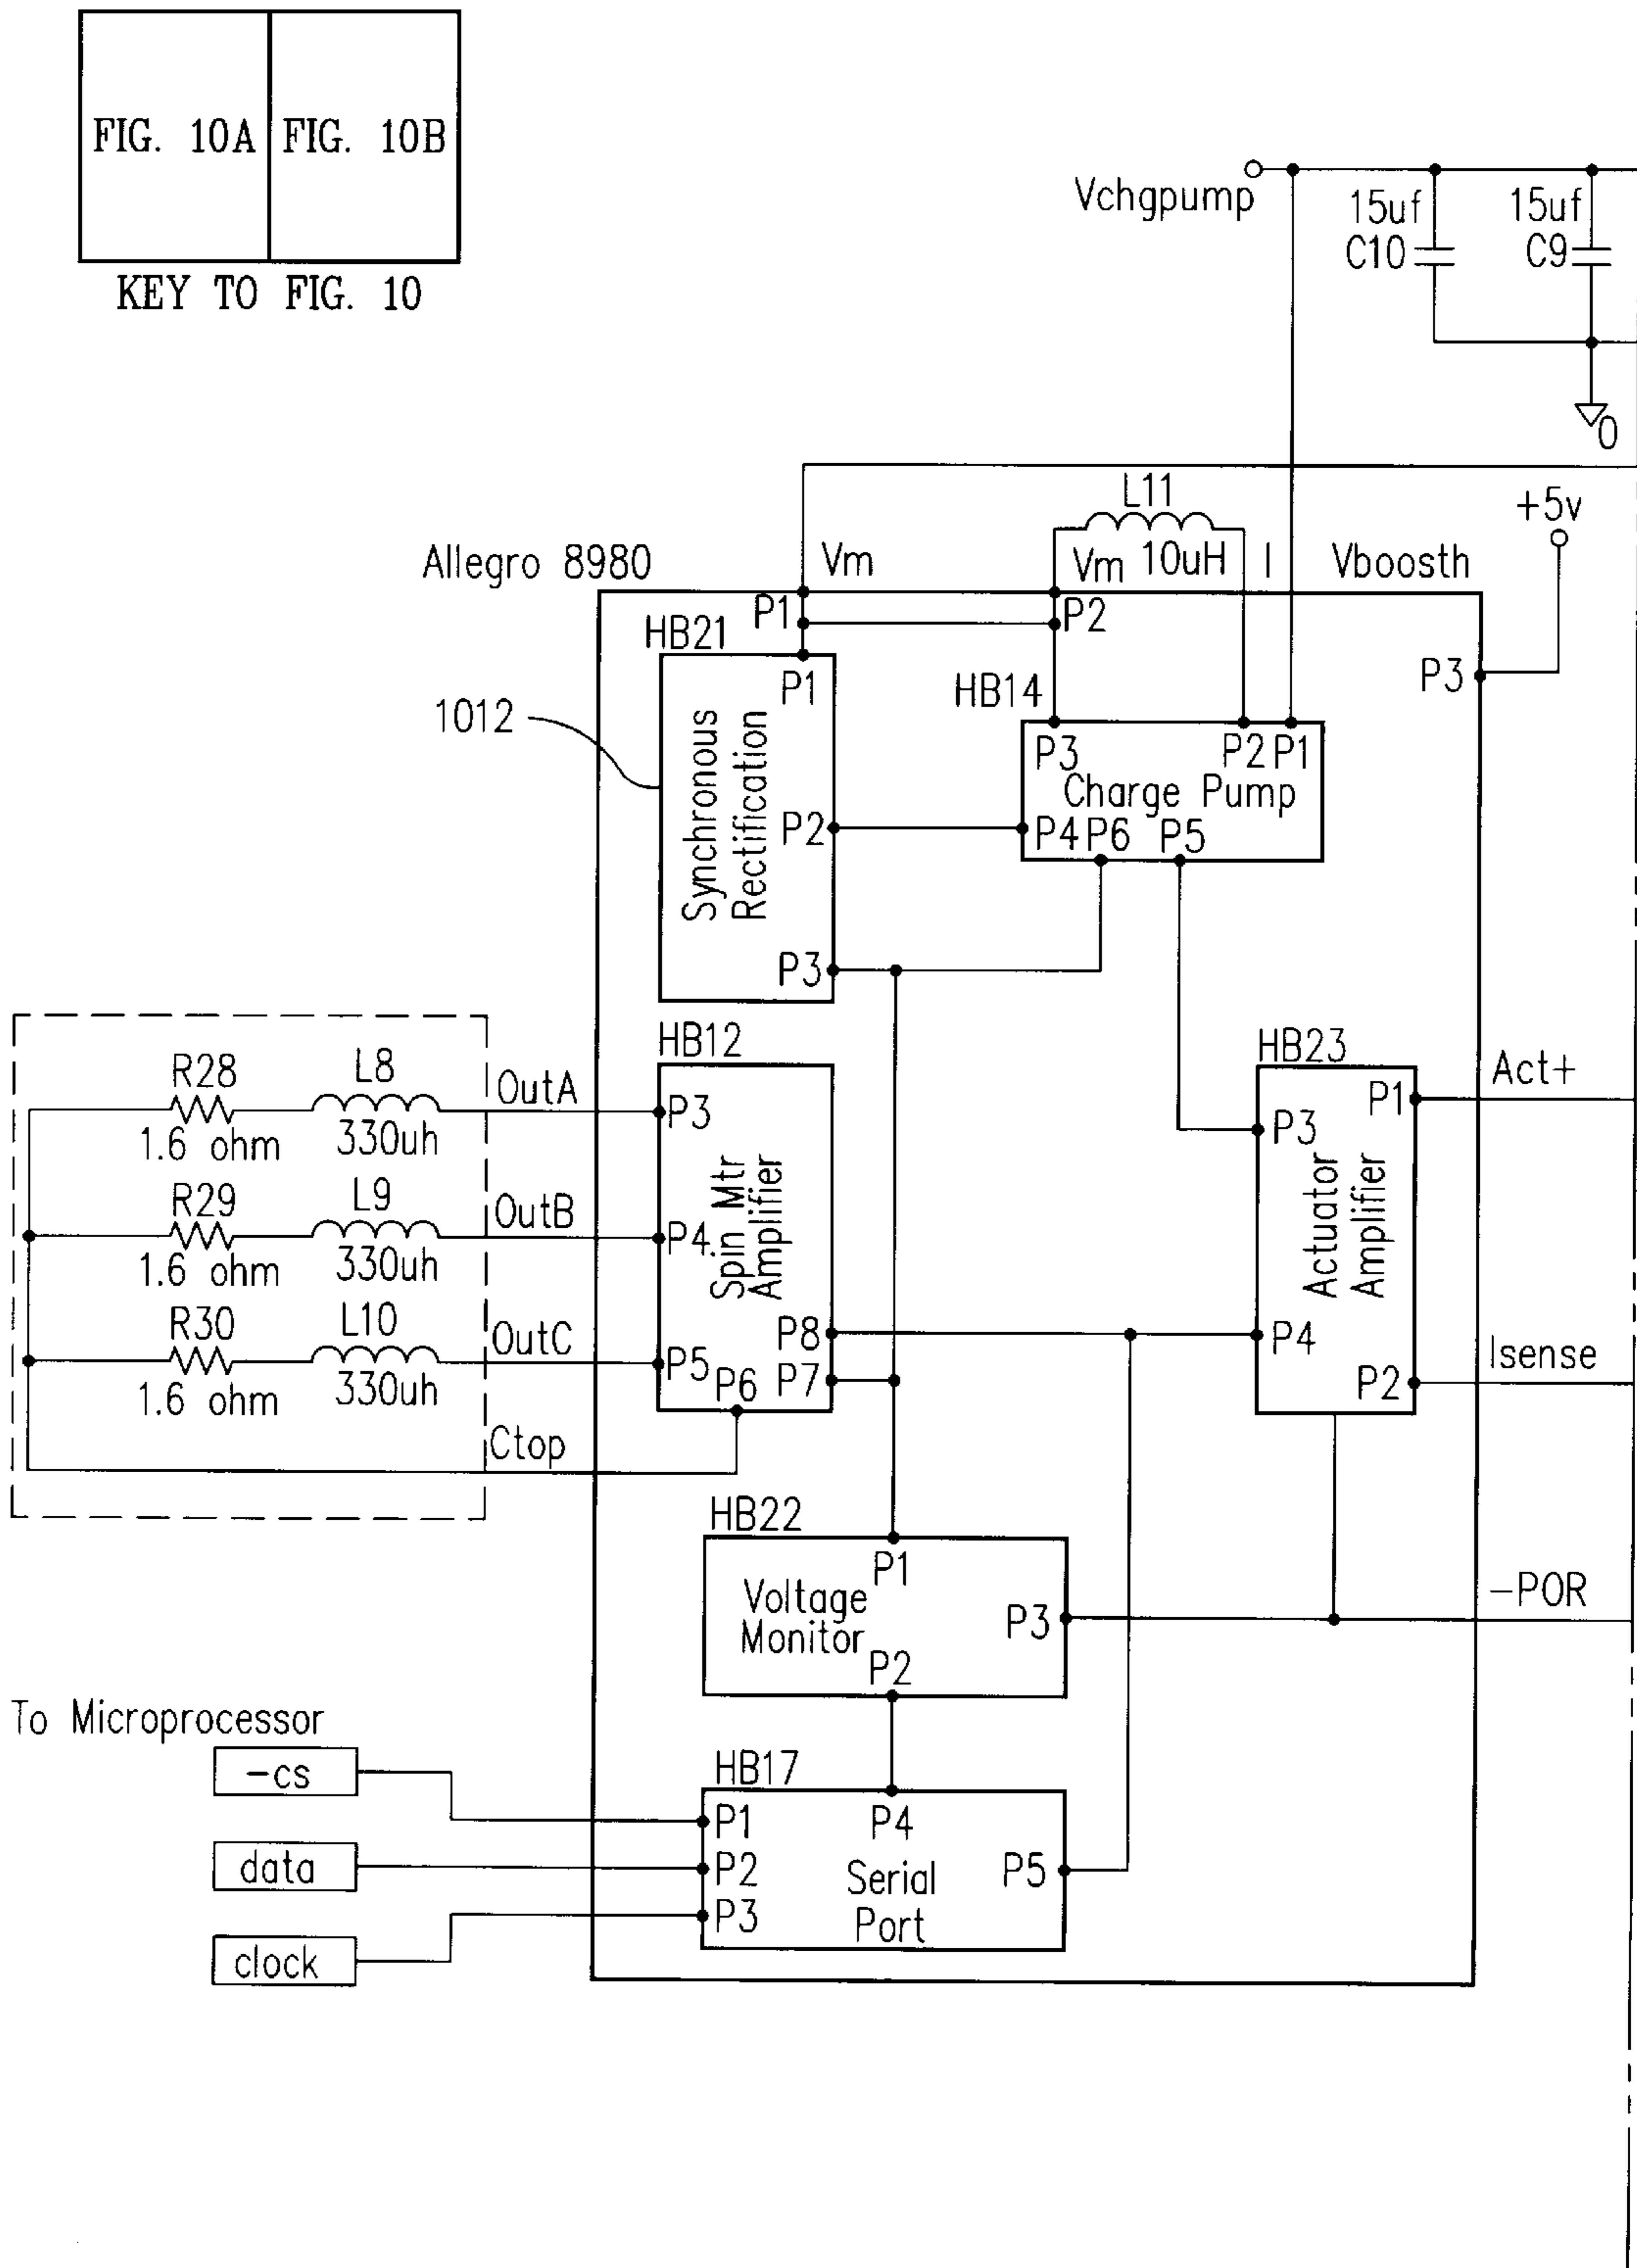 FIG. 10A
FIG. 10B
KEY TO FIG. 10
Vchgpump
15uf
C10
15uf
C9
0
+5v
L11
10uH
Allegro 8980
Vm
Vm
I
Vboosth
P1
P2
P3
HB21
P1
1012
Synchronous
Rectification
P2
P3
HB14
P3
P2
P1
Charge Pump
P4
P6
P5
R28
1.6 ohm
L8
330uh
OutA
R29
1.6 ohm
L9
330uh
OutB
R30
1.6 ohm
L10
330uh
OutC
Ctop
HB12
P3
P4
Spin Mtr
Amplifier
P8
P5
P6
P7
HB23
P1
P3
Actuator
Amplifier
P4
P2
Act+
Isense
HB22
P1
Voltage
Monitor
P3
P2
-POR
To Microprocessor
-cs
data
clock
HB17
P1
P4
P2
P5
P3
Serial
Port